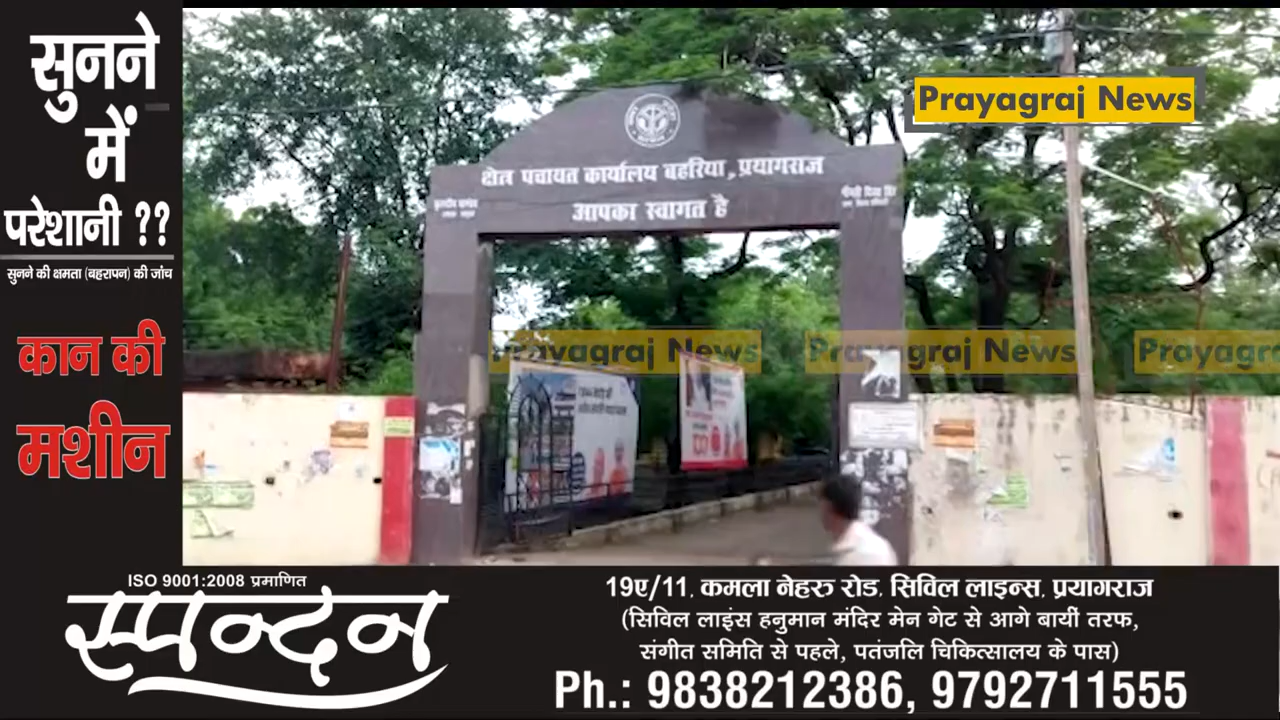 सुनने
में
परेशानी ??
सुनने की क्षमता (बहरापन) की जांच
कान की
मशीन
Prayagraj News
क्षेत्र पंचायत कार्यालय बहरिया, प्रयागराज
आपका स्वागत है
Prayagraj News
Prayagraj News
Prayagra
ISO 9001:2008 प्रमाणित
स्पन्दन
19ए/11, कमला नेहरु रोड, सिविल लाइन्स, प्रयागराज
(सिविल लाइंस हनुमान मंदिर मेन गेट से आगे बायीं तरफ,
संगीत समिति से पहले, पतंजलि चिकित्सालय के पास)
Ph.: 9838212386, 9792711555